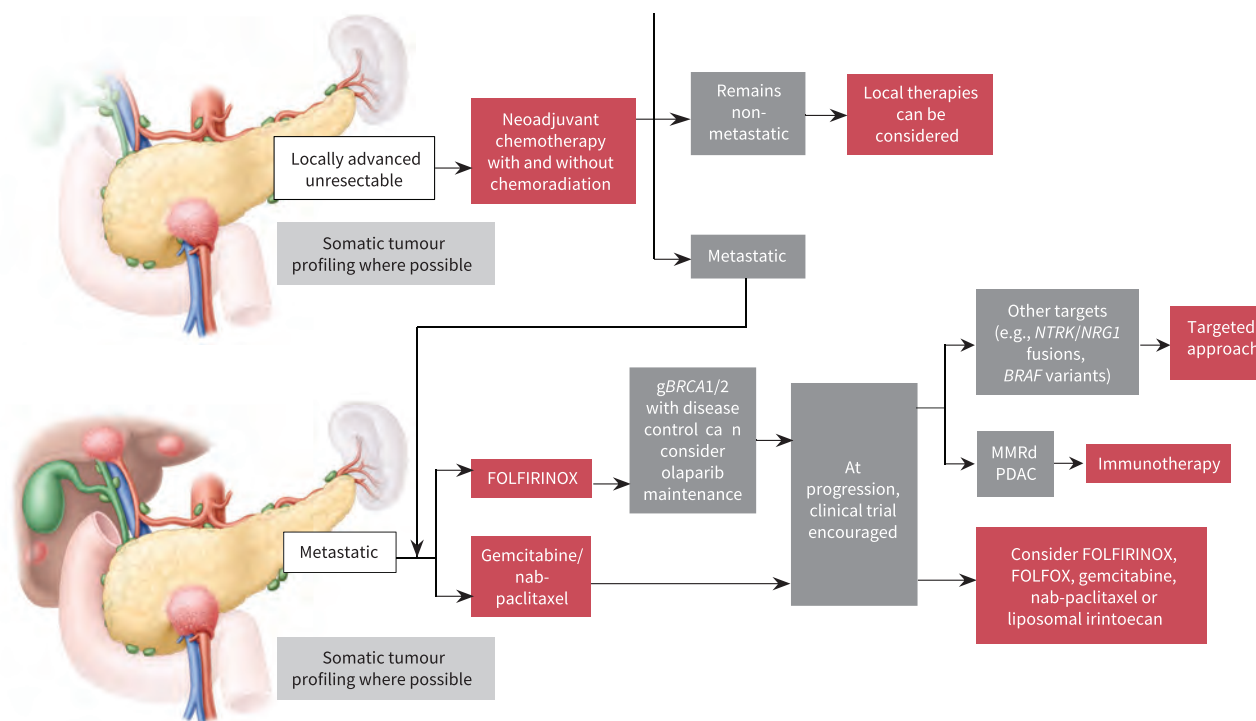 Locally advanced
unresectable
Somatic tumour
profiling where possible
Neoadjuvant
chemotherapy
with and without
chemoradiation
Remains
non-
metastatic
Local therapies
can be
considered
Metastatic
Metastatic
Somatic tumour
profiling where possible
FOLFIRINOX
Gemcitabine/
nab-
paclitaxel
gBRCA1/2
with disease
control ca n
consider
olaparib
maintenance
At
progression,
clinical trial
encouraged
Other targets
(e.g., NTRK/NRG1
fusions,
BRAF variants)
Targeted
approach
MMRd
PDAC
Immunotherapy
Consider FOLFIRINOX,
FOLFOX, gemcitabine,
nab-paclitaxel or
liposomal irintoecan